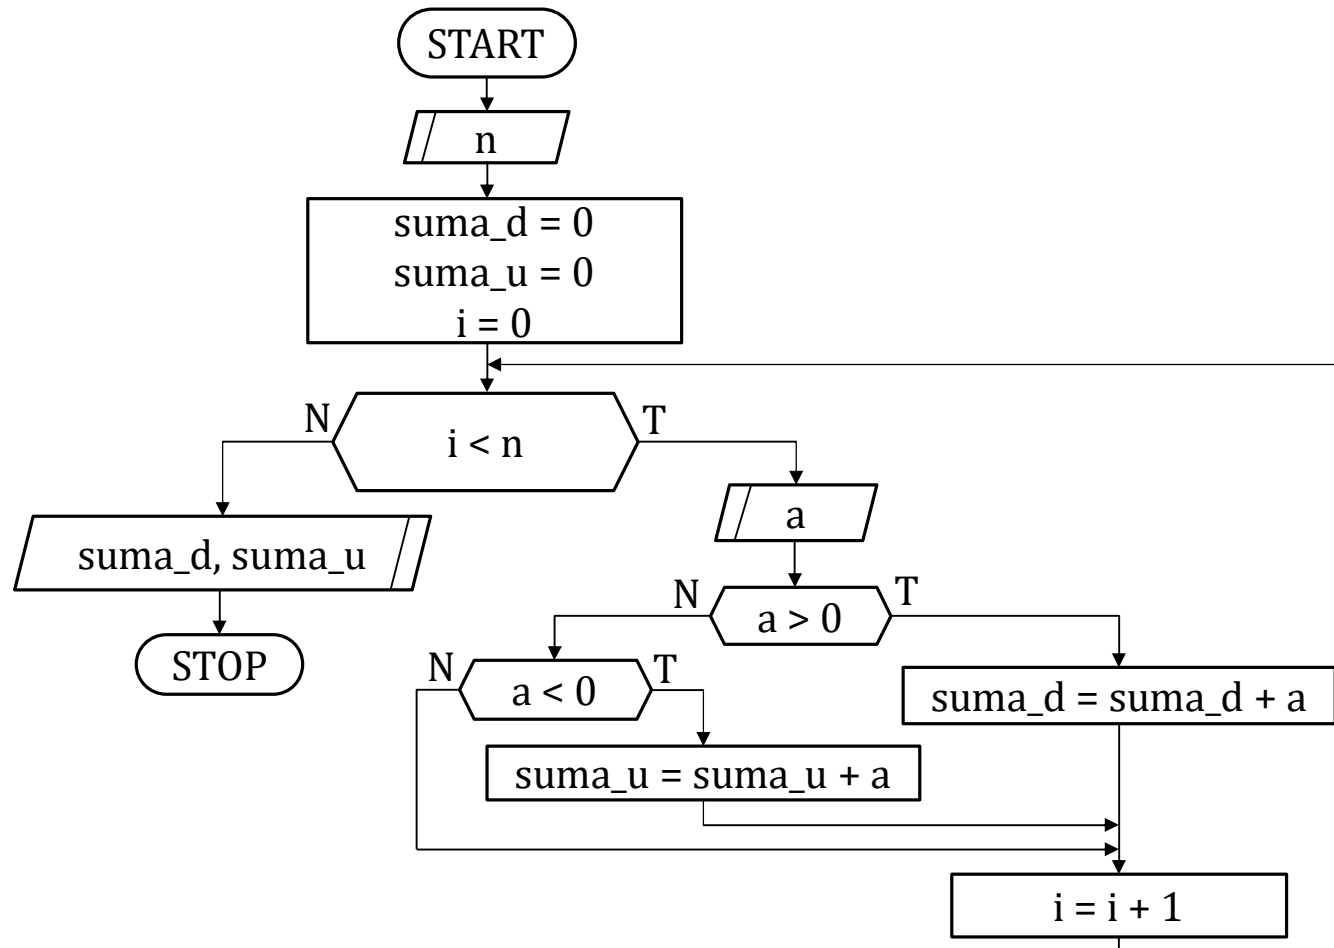 START
n
suma_d = 0
suma_u = 0
i = 0
N
T
i < n
a
suma_d, suma_u
N
T
a > 0
STOP
N
T
a < 0
suma_d = suma_d + a
suma_u = suma_u + a
i = i + 1